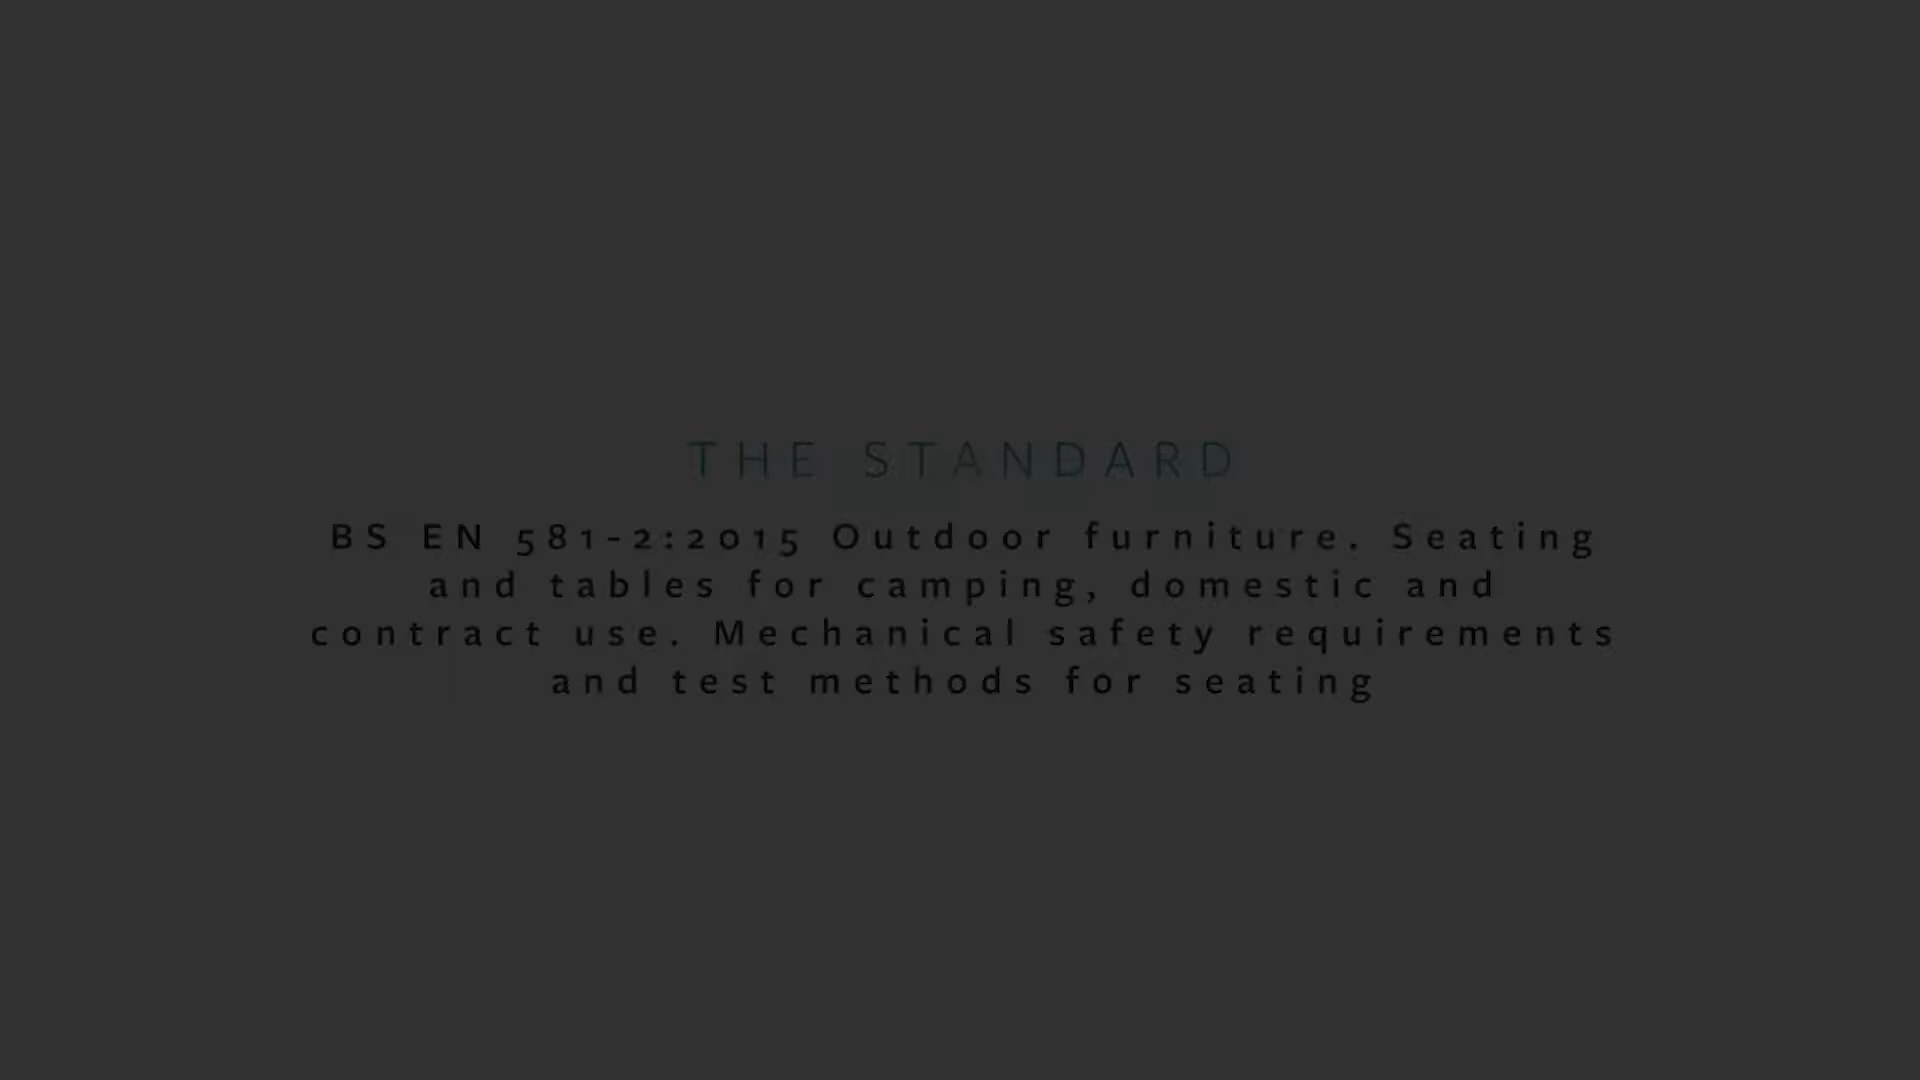 THE STANDARD
BS EN 581-2:2015 Outdoor furniture. Seating
and tables for camping, domestic and
contract use. Mechanical safety requirements
and test methods for seating